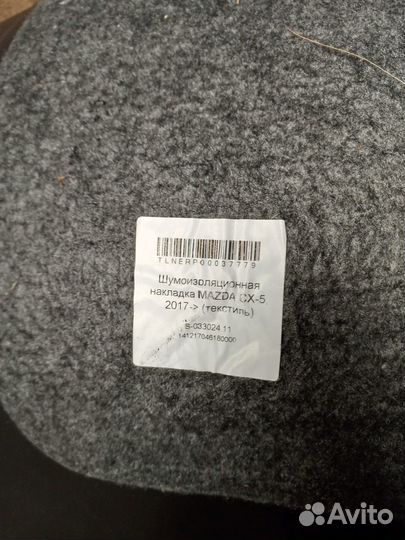 TLNERP00037779
Шумоизоляционная
накладка MAZDA CX-5
2017-> (текстиль)
S-033024 11
141217046180000
Avito